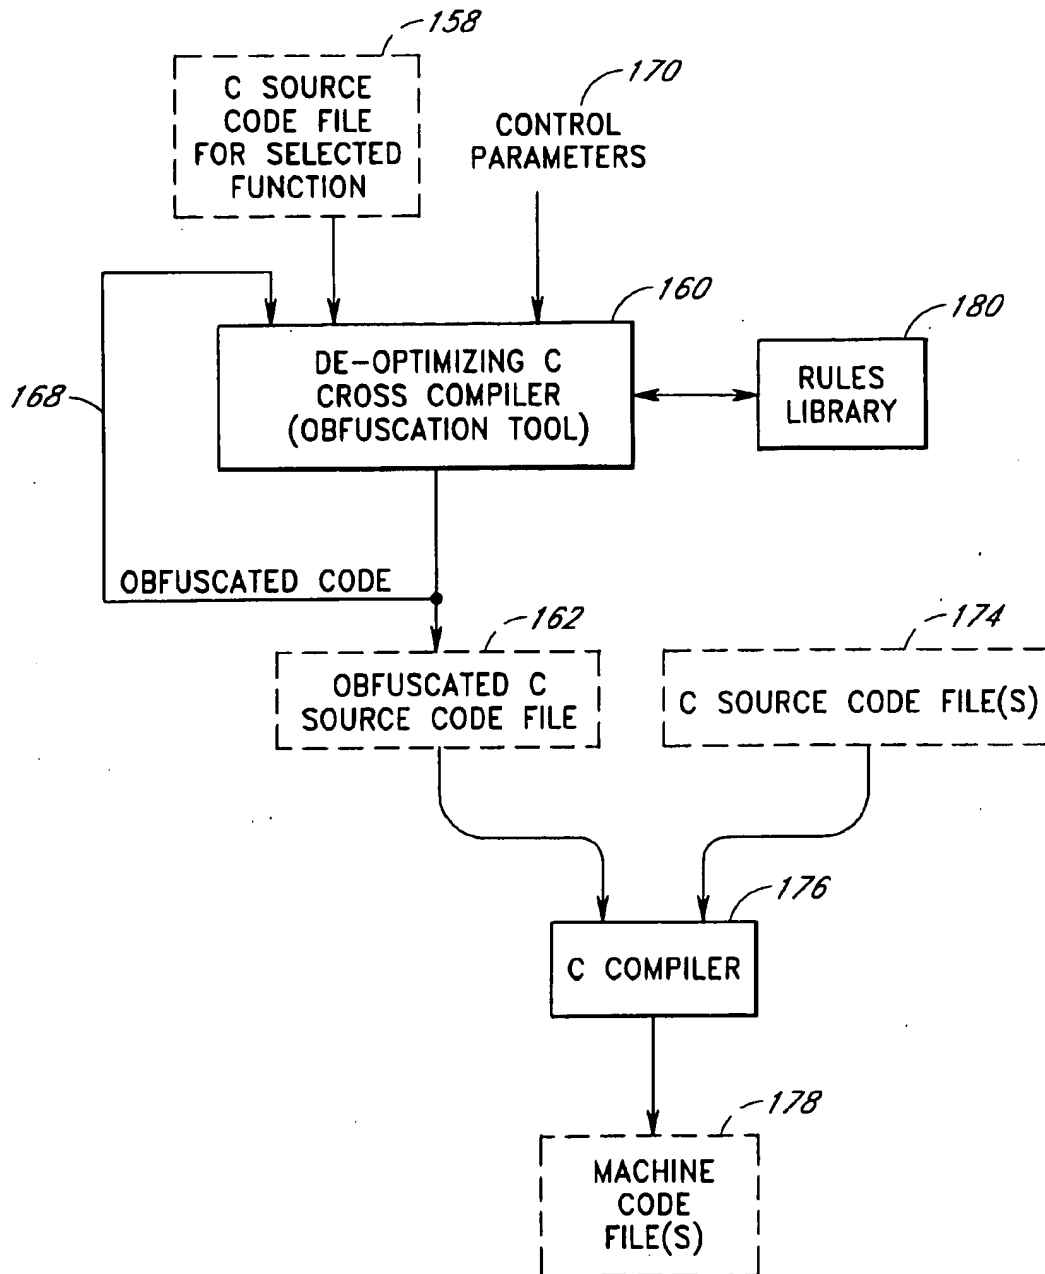 158
C SOURCE
CODE FILE
FOR SELECTED
FUNCTION
170
CONTROL
PARAMETERS
160
DE-OPTIMIZING C
CROSS COMPILER
(OBFUSCATION TOOL)
180
RULES
LIBRARY
168
OBFUSCATED CODE
162
OBFUSCATED C
SOURCE CODE FILE
174
C SOURCE CODE FILE(S)
176
C COMPILER
178
MACHINE
CODE
FILE(S)